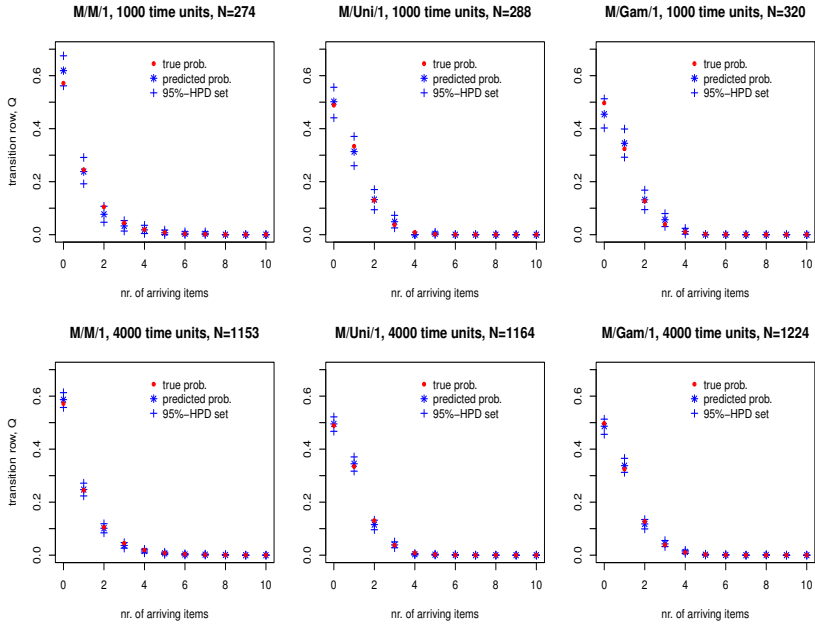 M/M/1, 1000 time units, N=274
transition row, Q
0.6
0.4
0.2
0.0
true prob.
predicted prob.
95%−HPD set
0 2 4 6 8 10
nr. of arriving items
M/Uni/1, 1000 time units, N=288
0.6
0.4
0.2
0.0
true prob.
predicted prob.
95%−HPD set
0 2 4 6 8 10
nr. of arriving items
M/Gam/1, 1000 time units, N=320
0.6
0.4
0.2
0.0
true prob.
predicted prob.
95%−HPD set
0 2 4 6 8 10
nr. of arriving items
M/M/1, 4000 time units, N=1153
transition row, Q
0.6
0.4
0.2
0.0
true prob.
predicted prob.
95%−HPD set
0 2 4 6 8 10
nr. of arriving items
M/Uni/1, 4000 time units, N=1164
0.6
0.4
0.2
0.0
true prob.
predicted prob.
95%−HPD set
0 2 4 6 8 10
nr. of arriving items
M/Gam/1, 4000 time units, N=1224
0.6
0.4
0.2
0.0
true prob.
predicted prob.
95%−HPD set
0 2 4 6 8 10
nr. of arriving items